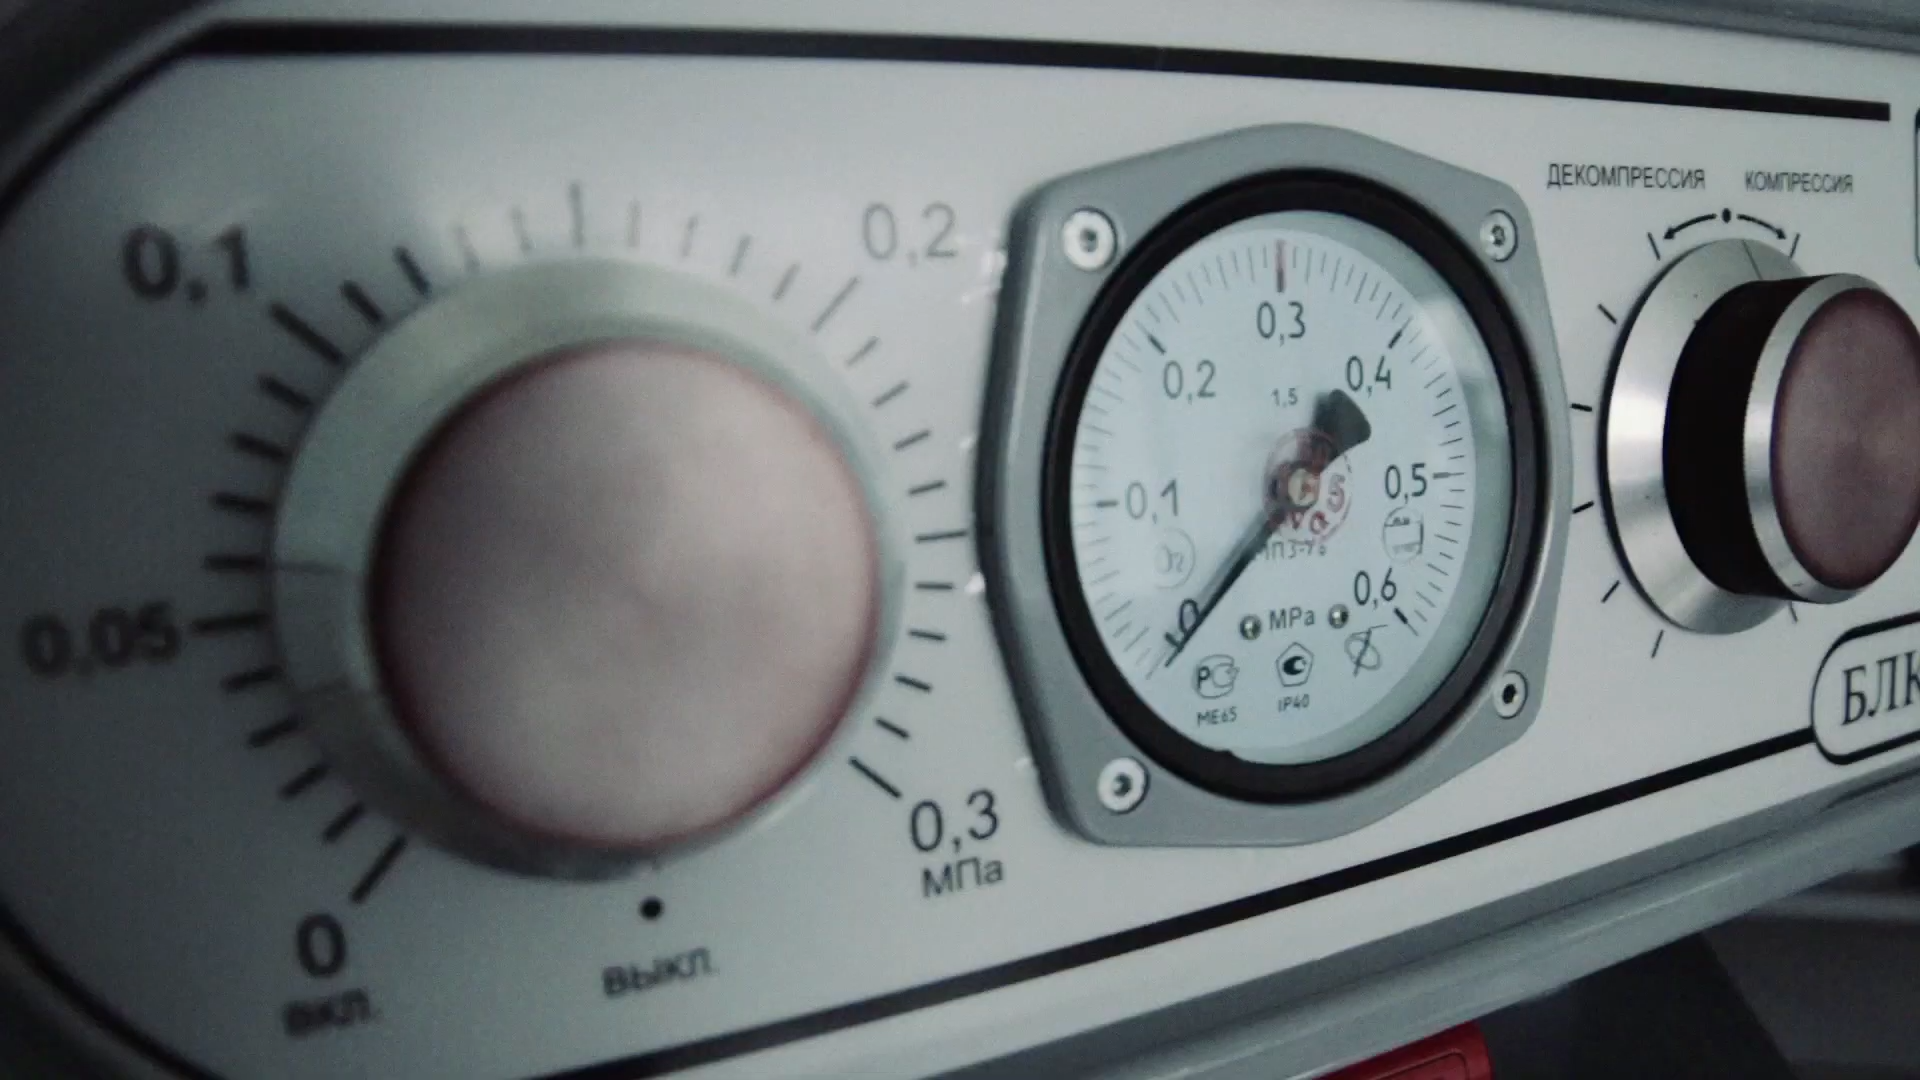 0,1
0,2
0,05
0,3
МПа
0
ВКЛ.
ВЫКЛ.
0,3
0,2
0,4
1,5
0,1
0,5
0
0,6
MPa
ME65
IP40
ДЕКОМПРЕССИЯ
КОМПРЕССИЯ
БЛК